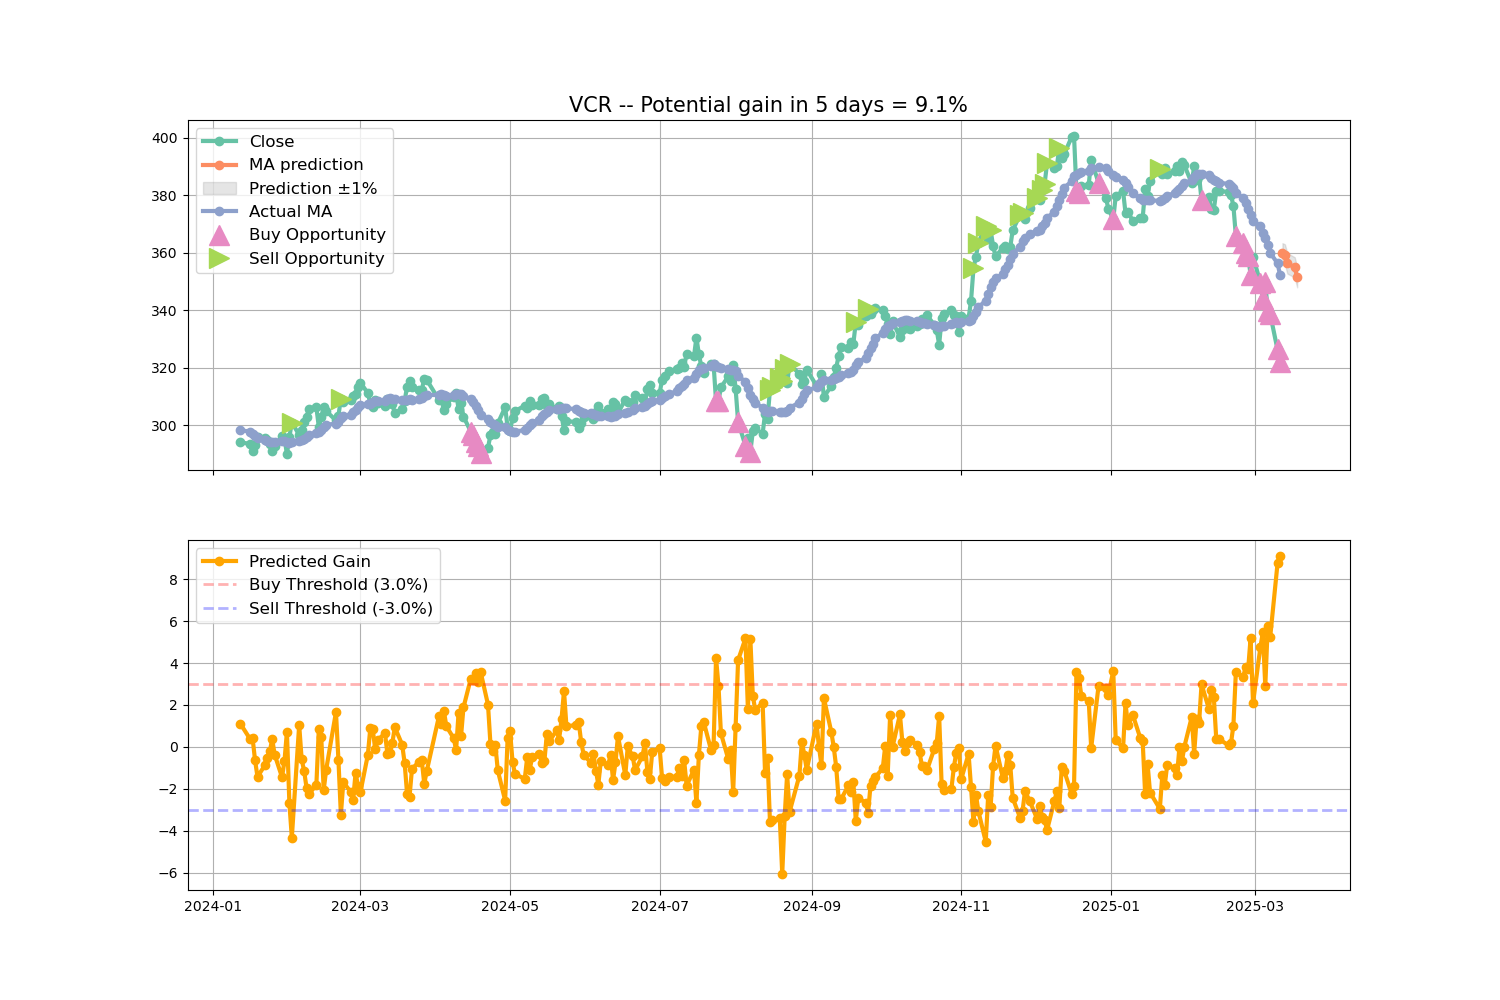 VCR -- Potential gain in 5 days = 9.1%
400
380
360
340
320
300
Close
MA prediction
Prediction ±1%
Actual MA
Buy Opportunity
Sell Opportunity
8
6
4
2
0
−2
−4
−6
Predicted Gain
Buy Threshold (3.0%)
Sell Threshold (-3.0%)
2024-01 2024-03 2024-05 2024-07 2024-09 2024-11 2025-01 2025-03